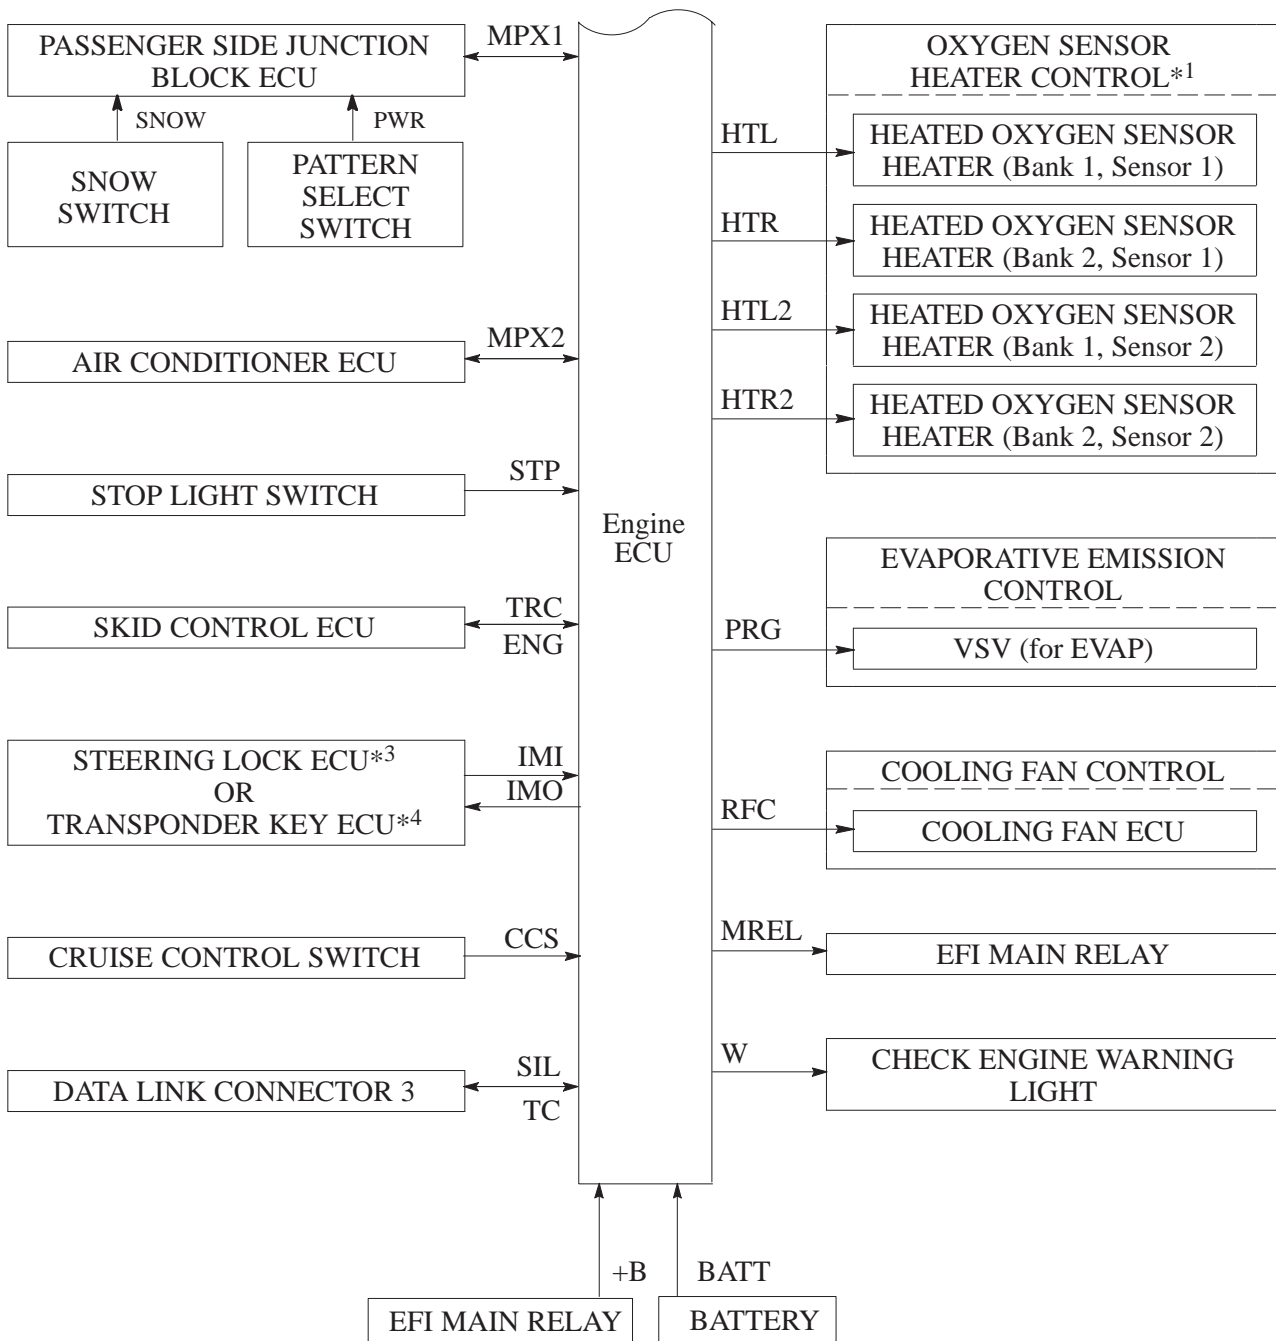 PASSENGER SIDE JUNCTION
BLOCK ECU
MPX1
SNOW
PWR
SNOW
SWITCH
PATTERN
SELECT
SWITCH
AIR CONDITIONER ECU
MPX2
STOP LIGHT SWITCH
STP
SKID CONTROL ECU
TRC
ENG
STEERING LOCK ECU*3
OR
TRANSPONDER KEY ECU*4
IMI
IMO
CRUISE CONTROL SWITCH
CCS
DATA LINK CONNECTOR 3
SIL
TC
Engine
ECU
+B
BATT
EFI MAIN RELAY
BATTERY
OXYGEN SENSOR
HEATER CONTROL*1
HTL
HEATED OXYGEN SENSOR
HEATER (Bank 1, Sensor 1)
HTR
HEATED OXYGEN SENSOR
HEATER (Bank 2, Sensor 1)
HTL2
HEATED OXYGEN SENSOR
HEATER (Bank 1, Sensor 2)
HTR2
HEATED OXYGEN SENSOR
HEATER (Bank 2, Sensor 2)
EVAPORATIVE EMISSION
CONTROL
PRG
VSV (for EVAP)
COOLING FAN CONTROL
RFC
COOLING FAN ECU
MREL
EFI MAIN RELAY
W
CHECK ENGINE WARNING
LIGHT